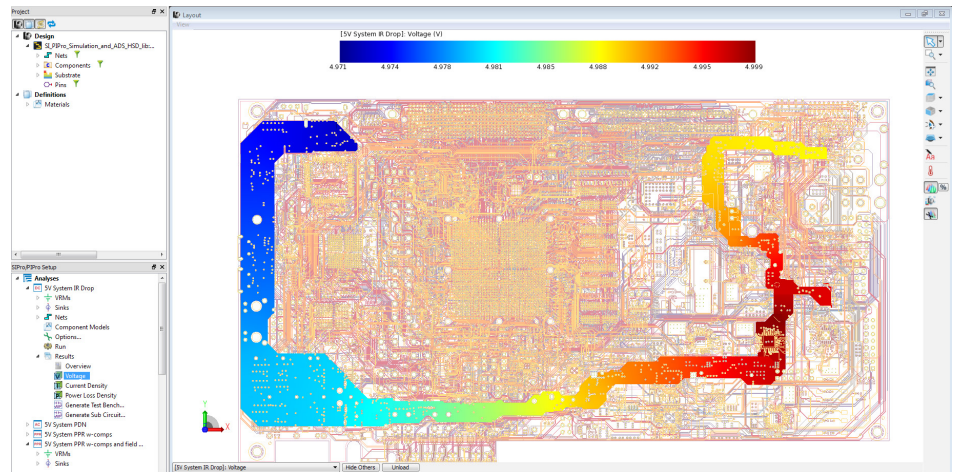 Project
Layout
View
Design
SI_PIPro_Simulation_and_ADS_HSD_lib:...
Nets
Components
Substrate
Pins
Definitions
Materials
[5V System IR Drop]: Voltage (V)
4.971 4.974 4.978 4.981 4.985 4.988 4.992 4.995 4.999
SIPro/PIPro Setup
Analyses
5V System IR Drop
VRMs
Sinks
Nets
Component Models
Options...
Run
Results
Overview
Voltage
Current Density
Power Loss Density
Generate Test Bench...
Generate Sub Circuit...
5V System PDN
5V System PPR w-comps
5V System PPR w-comps and field ...
VRMs
Sinks
Y
X
Aa
%
[5V System IR Drop]: Voltage
Hide Others
Unload